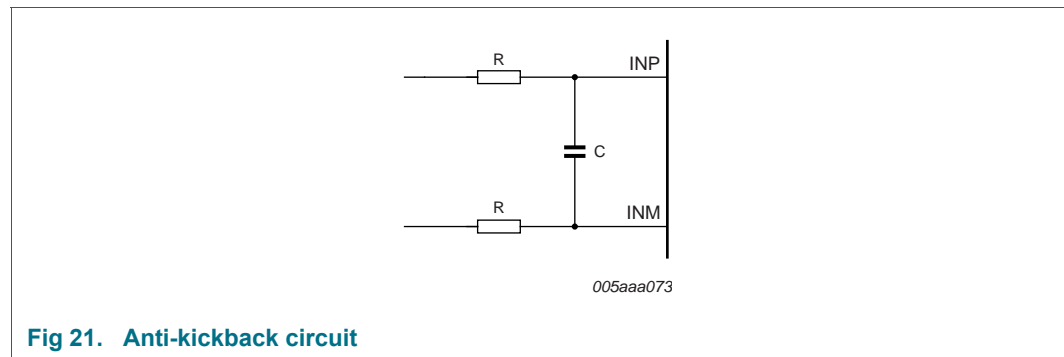 R
INP
C
R
INM
005aaa073
Fig 21. Anti-kickback circuit